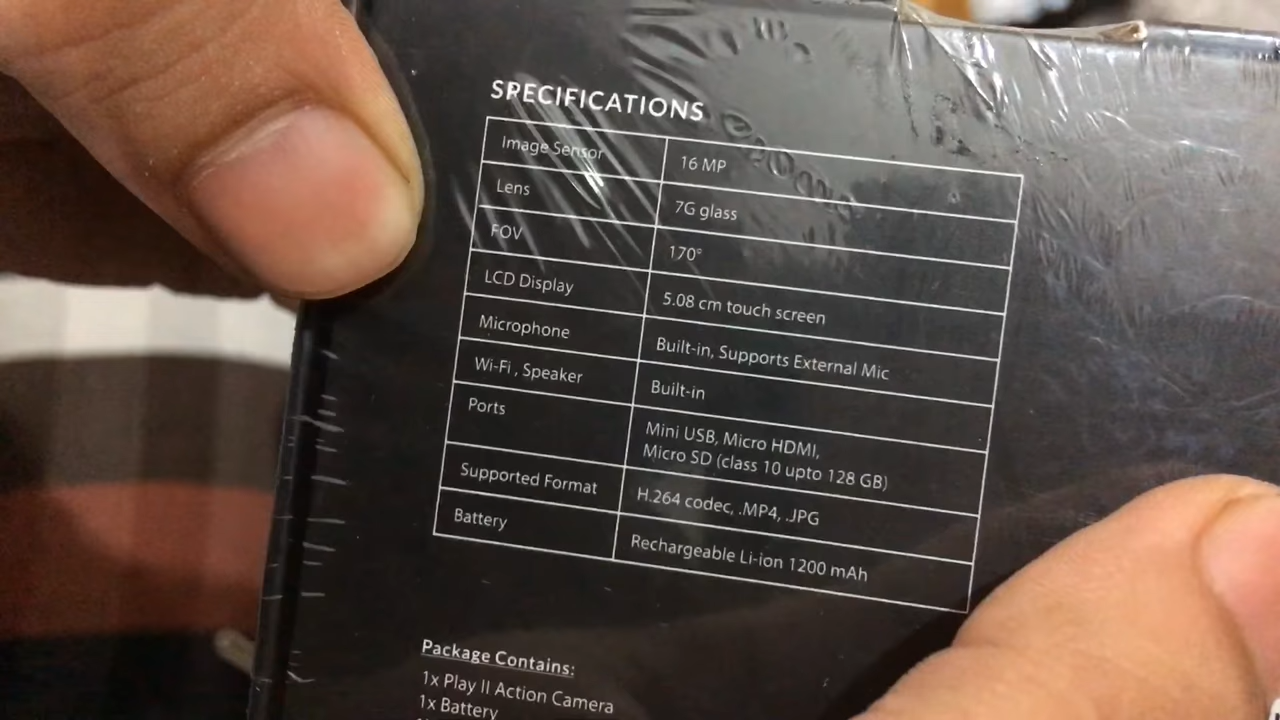 SPECIFICATIONS
Image Sensor 16 MP
Lens 7G glass
FOV 170°
LCD Display 5.08 cm touch screen
Microphone Built-in, Supports External Mic
Wi-Fi , Speaker Built-in
Ports Mini USB, Micro HDMI,
Micro SD (class 10 upto 128 GB)
Supported Format H.264 codec, .MP4, .JPG
Battery Rechargeable Li-ion 1200 mAh
Package Contains:
1x Play II Action Camera
1x Battery